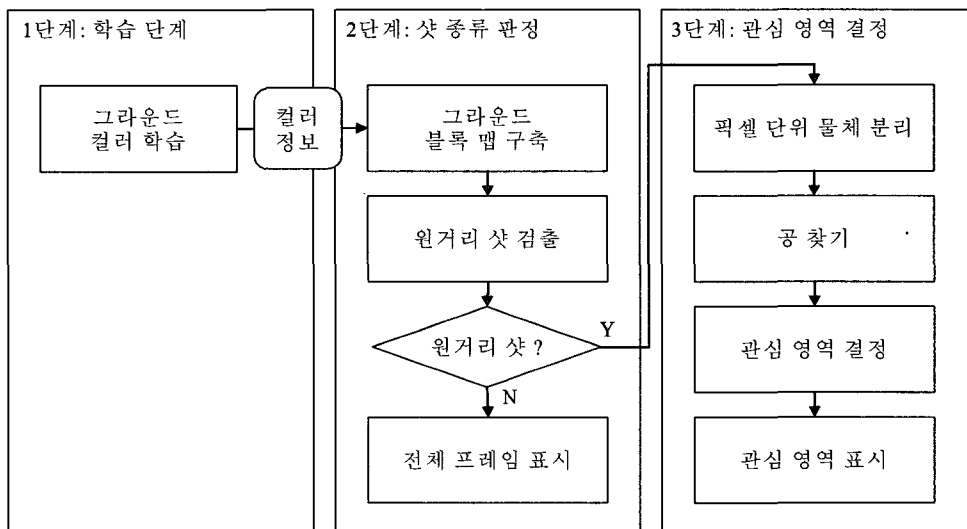 1단계: 학습 단계
그라운드
컬러 학습
컬러
정보
2단계: 샷 종류 판정
그라운드
블록 맵 구축
원거리 샷 검출
원거리 샷 ?
Y
N
전체 프레임 표시
3단계: 관심 영역 결정
픽셀 단위 물체 분리
공 찾기
관심 영역 결정
관심 영역 표시